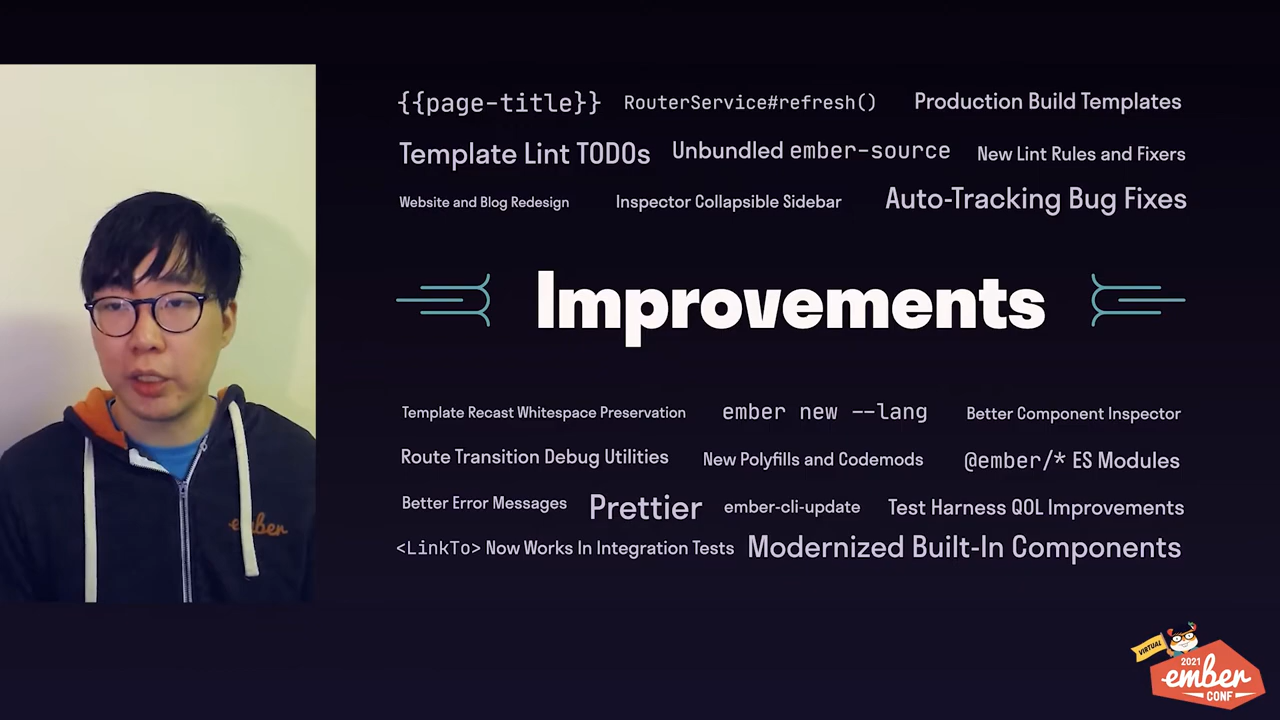 {{page-title}} RouterService#refresh() Production Build Templates
Template Lint TODOs Unbundled ember-source New Lint Rules and Fixers
Website and Blog Redesign Inspector Collapsible Sidebar Auto-Tracking Bug Fixes
Improvements
Template Recast Whitespace Preservation ember new --lang Better Component Inspector
Route Transition Debug Utilities New Polyfills and Codemods @ember/* ES Modules
Better Error Messages Prettier ember-cli-update Test Harness QOL Improvements
<LinkTo> Now Works In Integration Tests Modernized Built-In Components
ember
VIRTUAL
2021
ember
CONF